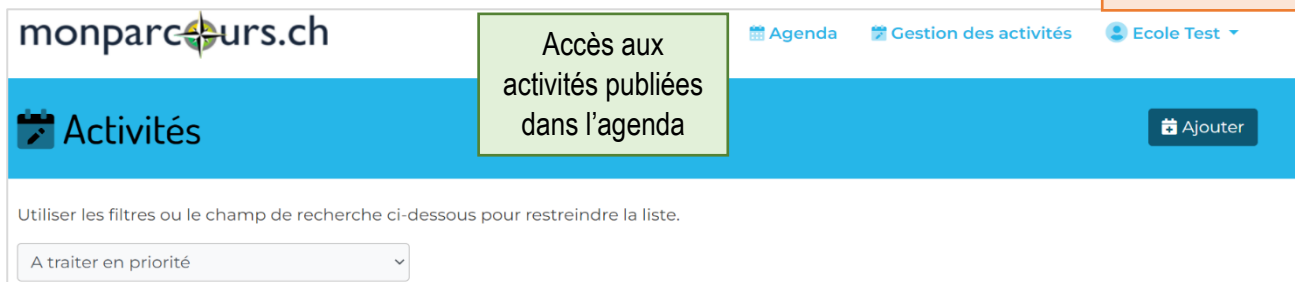 monparcours.ch
Accès aux
activités publiées
dans l'agenda
Agenda
Gestion des activités
Ecole Test
Activités
Ajouter
Utiliser les filtres ou le champ de recherche ci-dessous pour restreindre la liste.
A traiter en priorité